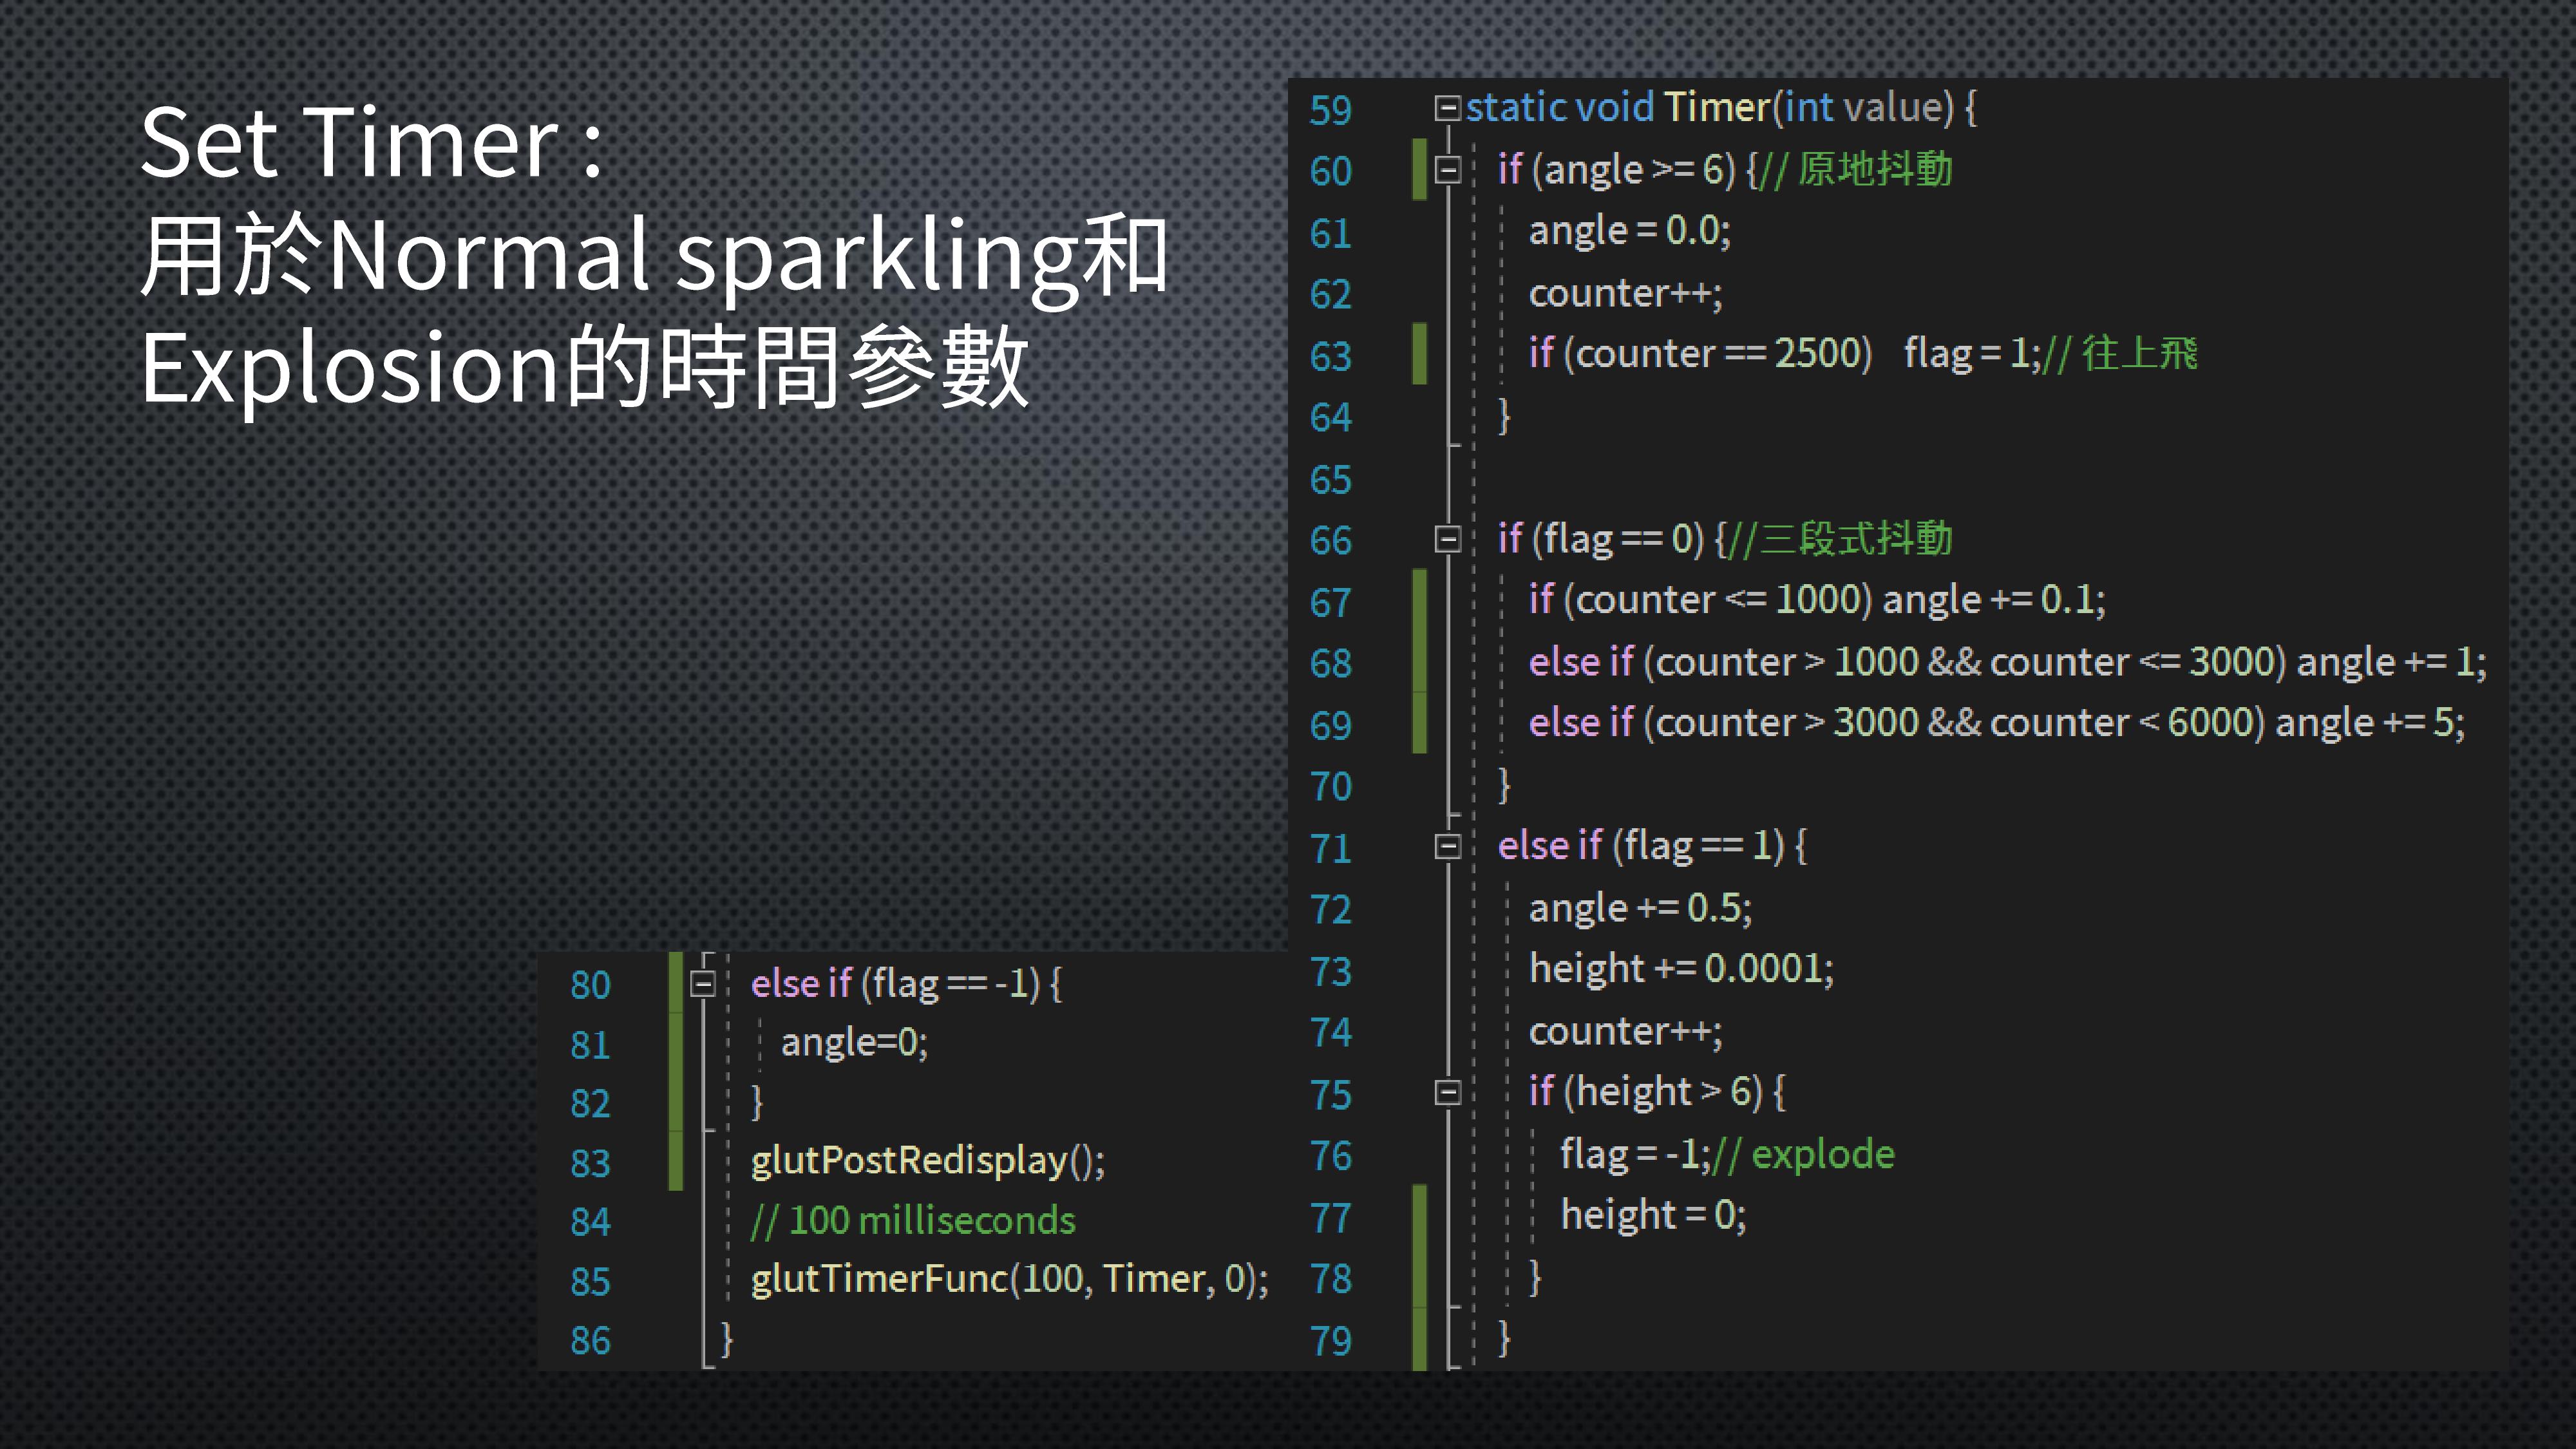 Set Timer :
用於Normal sparkling和
Explosion的時間參數
59 static void Timer(int value) {
60 if (angle >= 6) {// 原地抖動
61 angle = 0.0;
62 counter++;
63 if (counter == 2500) flag = 1;// 往上飛
64 }
65
66 if (flag == 0) {//三段式抖動
67 if (counter <= 1000) angle += 0.1;
68 else if (counter > 1000 && counter <= 3000) angle += 1;
69 else if (counter > 3000 && counter < 6000) angle += 5;
70 }
71 else if (flag == 1) {
72 angle += 0.5;
73 height += 0.0001;
74 counter++;
75 if (height > 6) {
76 flag = -1;// explode
77 height = 0;
78 }
79 }
80 else if (flag == -1) {
81 angle=0;
82 }
83 glutPostRedisplay();
84 // 100 milliseconds
85 glutTimerFunc(100, Timer, 0);
86 }